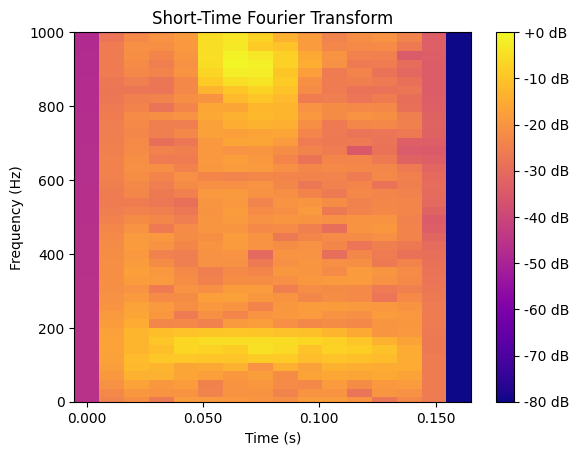 Short-Time Fourier Transform
1000
800
600
400
200
0
Frequency (Hz)
0.000
0.050
0.100
0.150
Time (s)
+0 dB
-10 dB
-20 dB
-30 dB
-40 dB
-50 dB
-60 dB
-70 dB
-80 dB